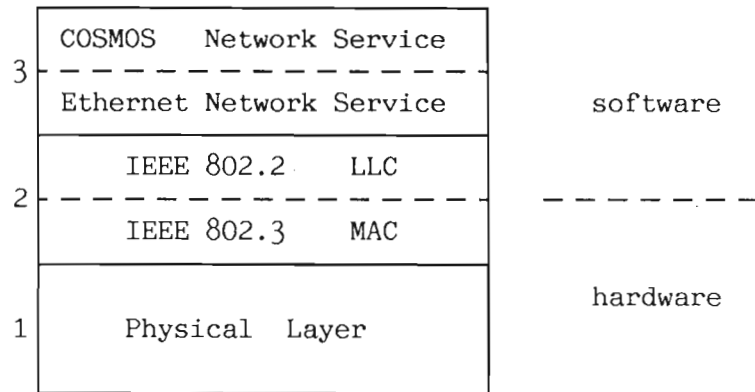 COSMOS Network Service
3
Ethernet Network Service
software
IEEE 802.2 LLC
2
IEEE 802.3 MAC
hardware
1 Physical Layer